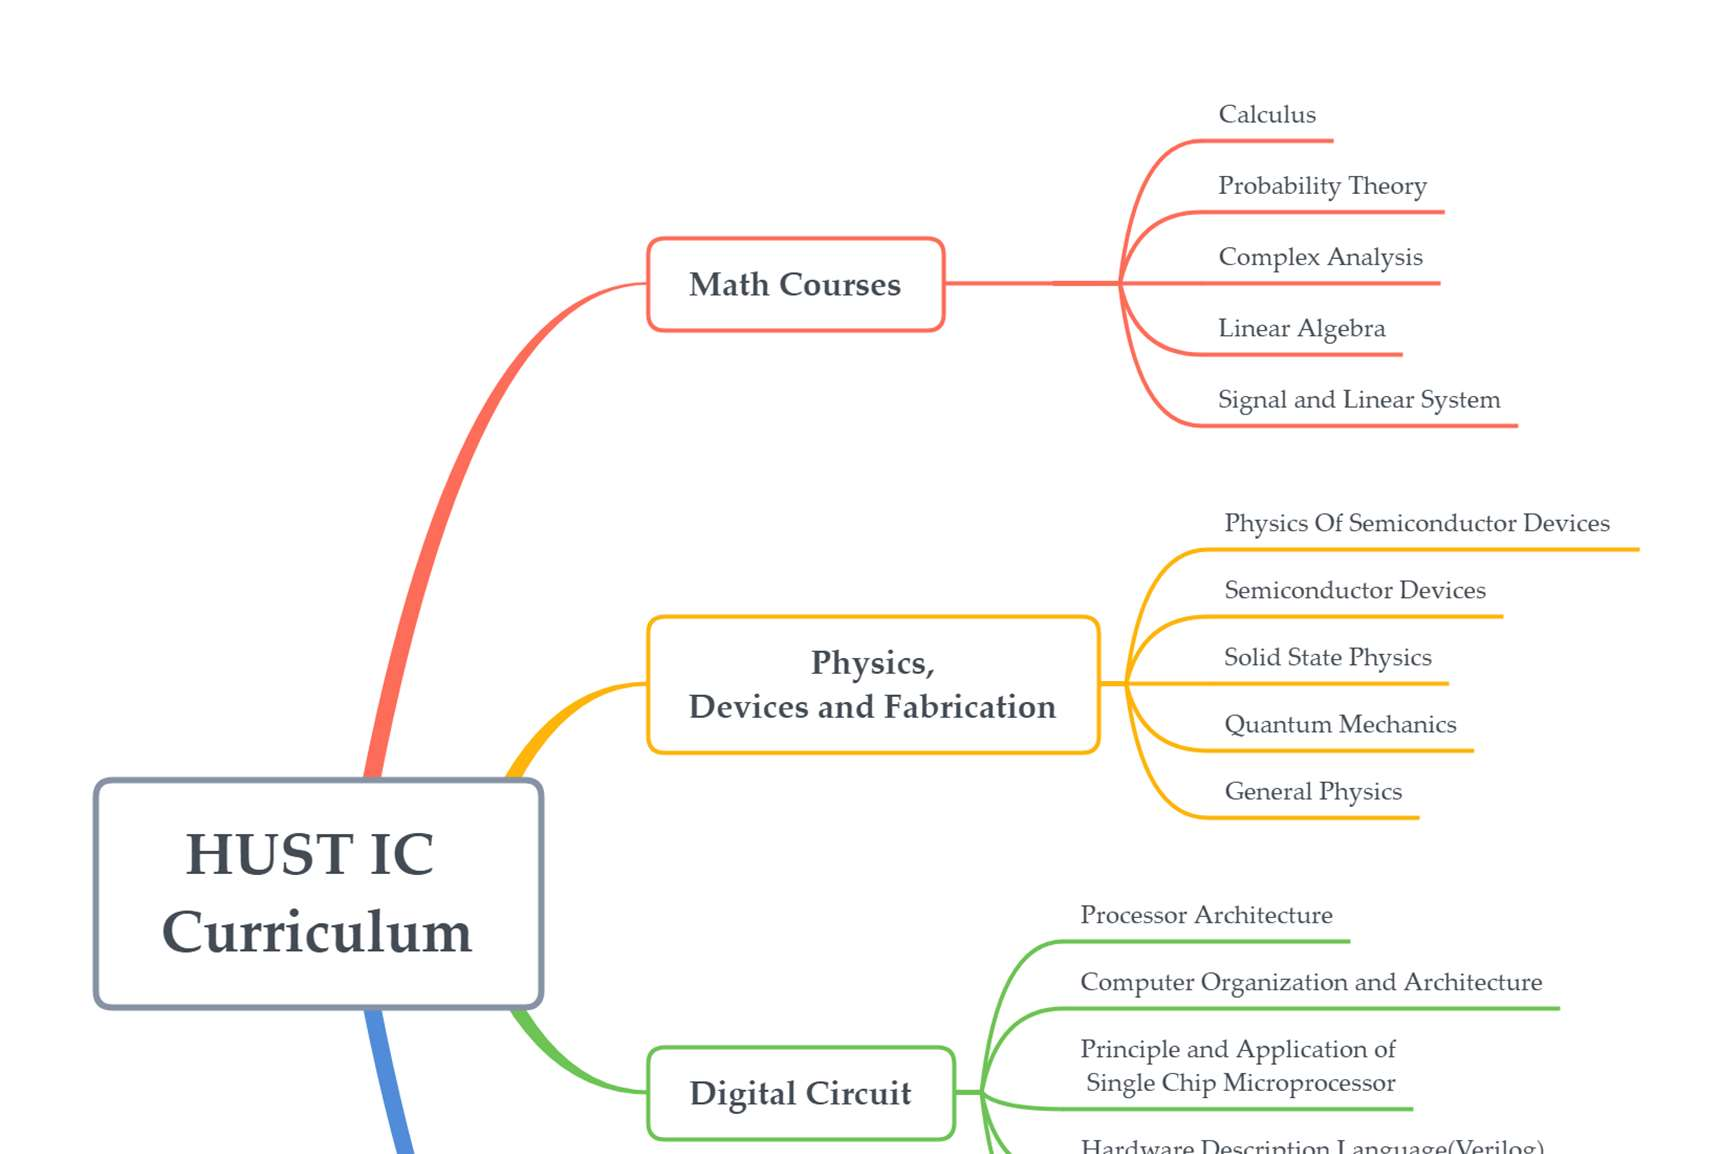 Calculus
Probability Theory
Complex Analysis
Math Courses
Linear Algebra
Signal and Linear System
Physics Of Semiconductor Devices
Semiconductor Devices
Solid State Physics
Physics,
Devices and Fabrication
Quantum Mechanics
General Physics
HUST IC
Curriculum
Processor Architecture
Computer Organization and Architecture
Principle and Application of
Single Chip Microprocessor
Digital Circuit
Hardware Description Language(Verilog)